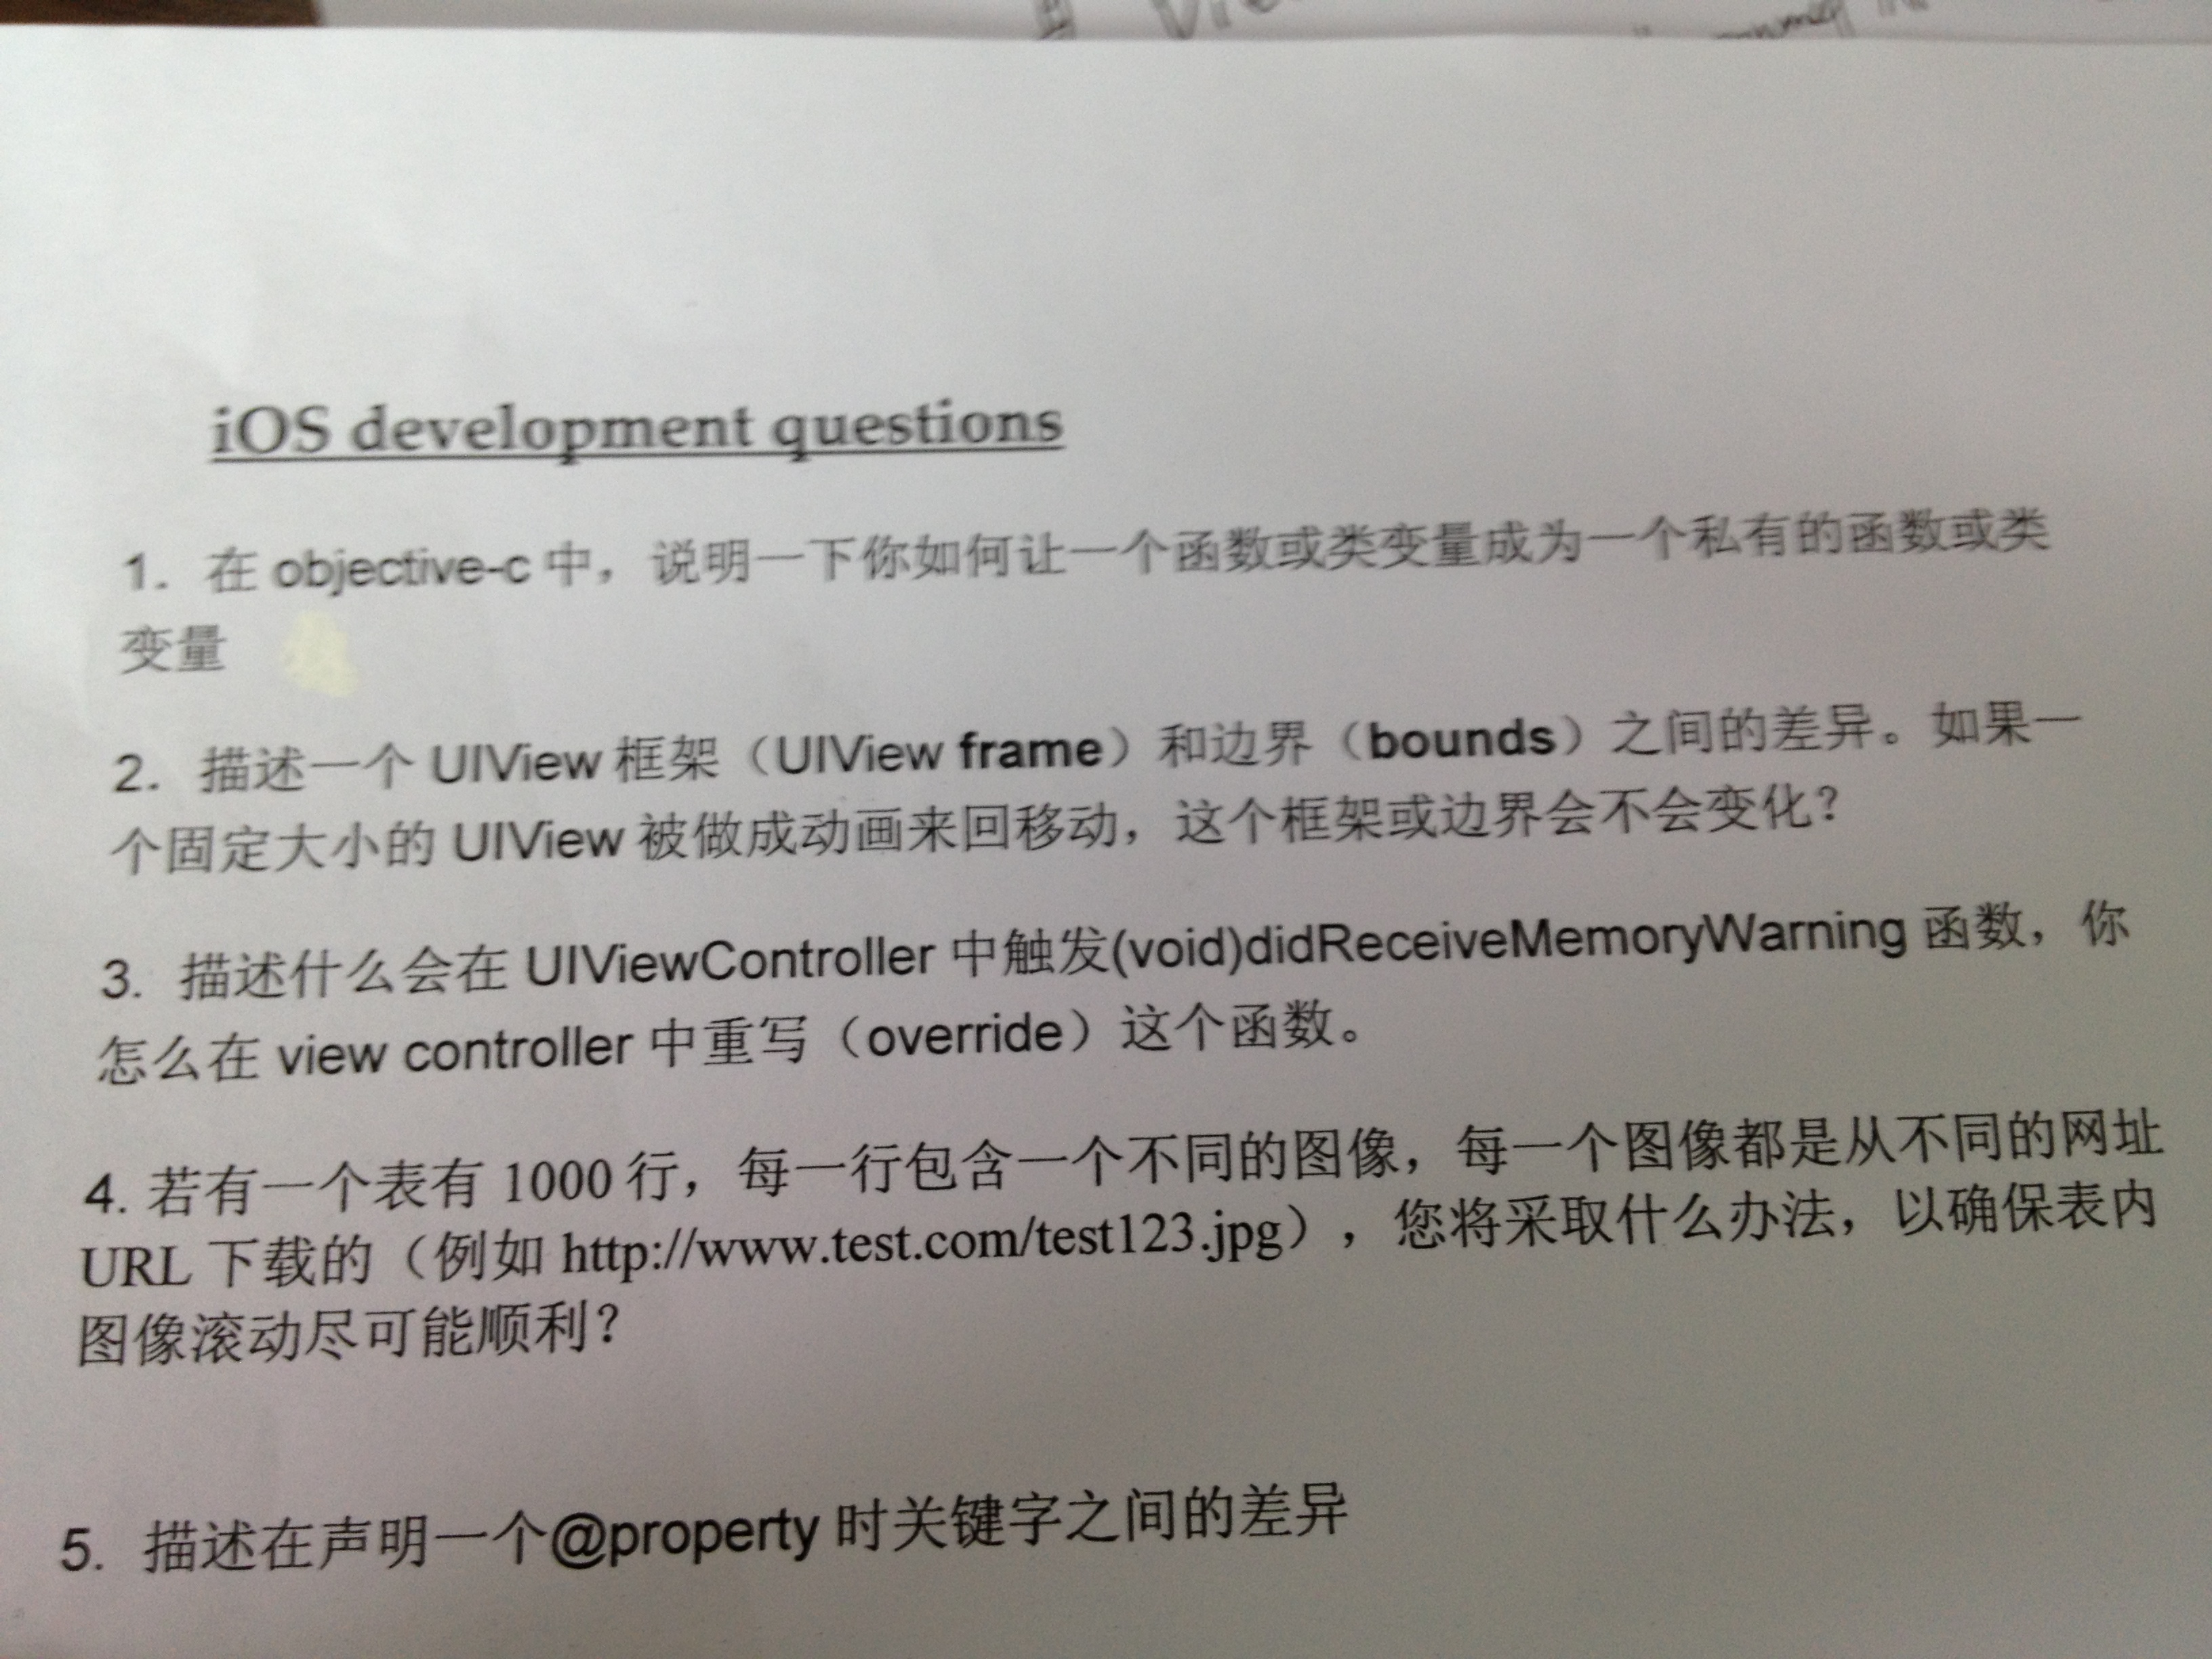 iOS development questions
1. 在 objective-c 中，说明一下你如何让一个函数或类变量成为一个私有的函数或类
变量
2. 描述一个 UIView 框架（UIView frame）和边界（bounds）之间的差异。如果一
个固定大小的 UIView 被做成动画来回移动，这个框架或边界会不会变化？
3. 描述什么会在 UIViewController 中触发(void)didReceiveMemoryWarning 函数，你
怎么在 view controller 中重写（override）这个函数。
4. 若有一个表有 1000 行，每一行包含一个不同的图像，每一个图像都是从不同的网址
URL 下载的（例如 http://www.test.com/test123.jpg），您将采取什么办法，以确保表内
图像滚动尽可能顺利？
5. 描述在声明一个@property 时关键字之间的差异